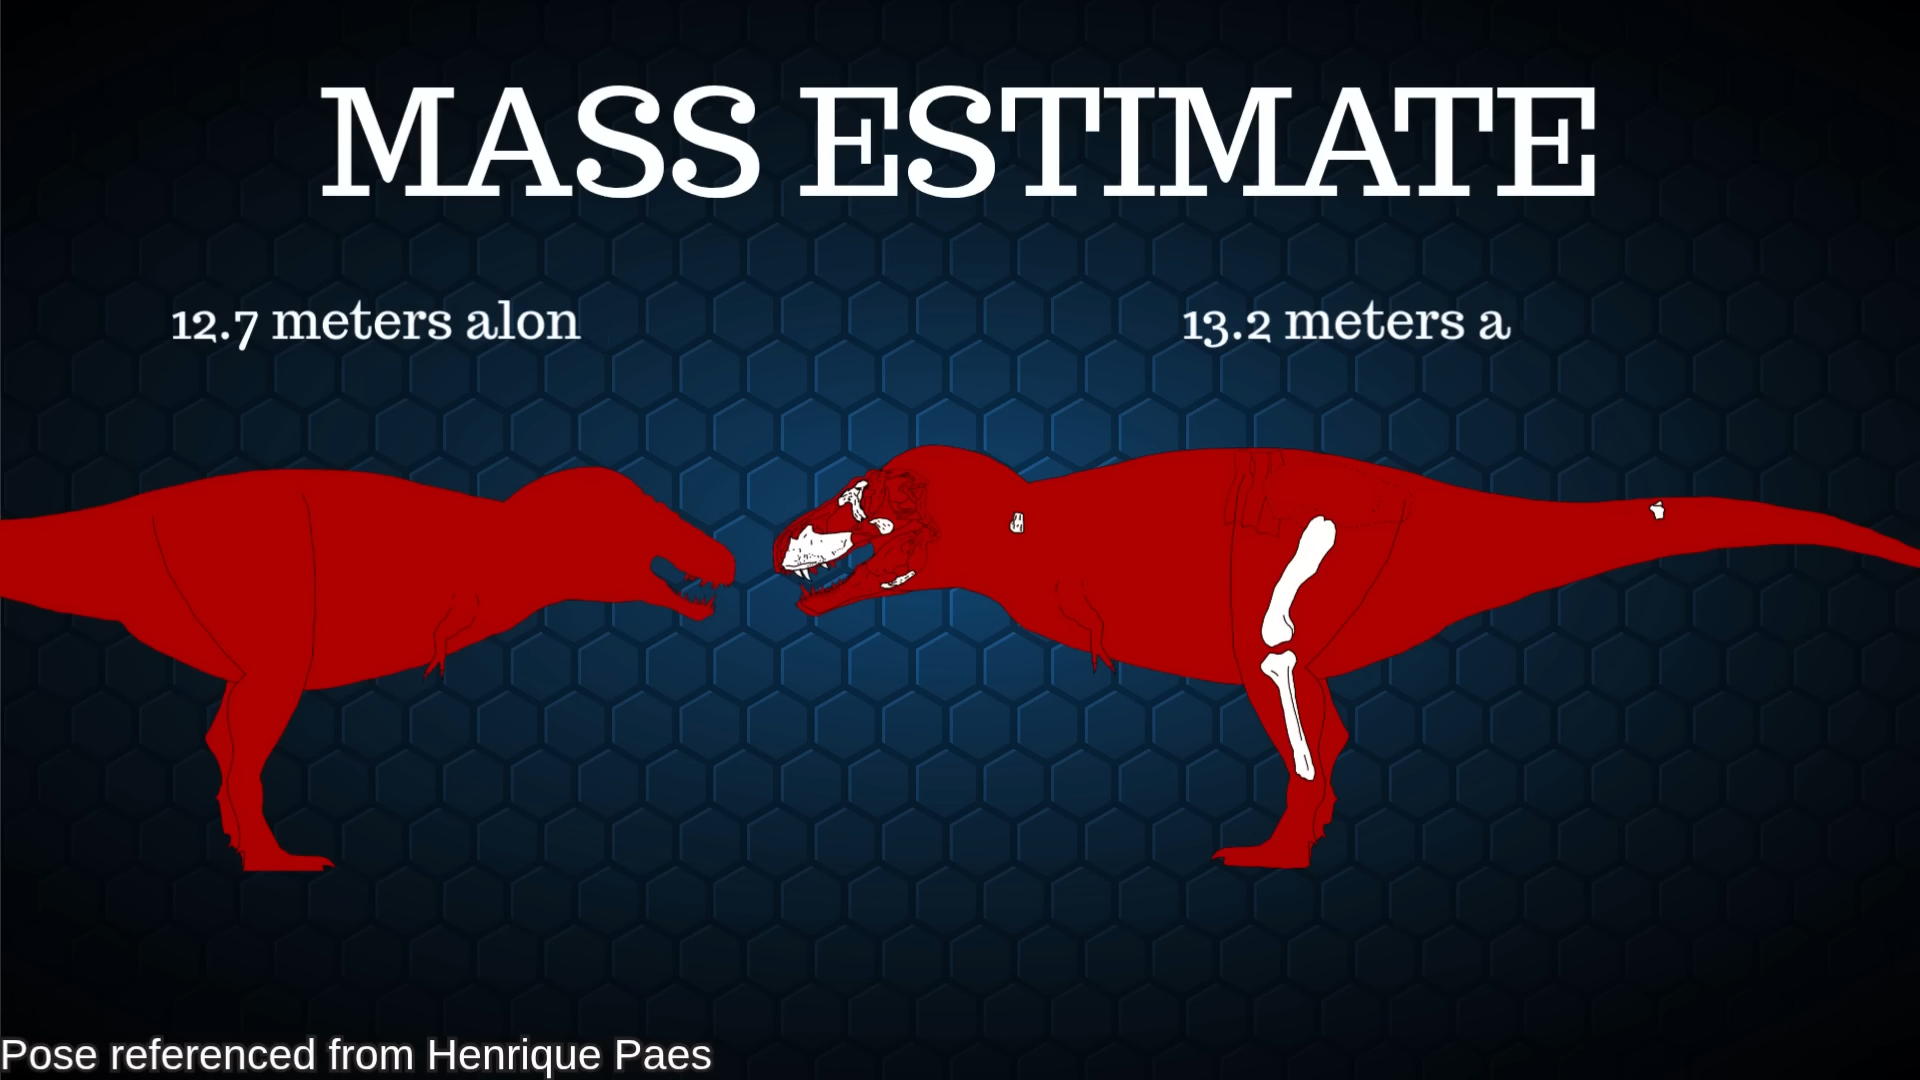 MASS ESTIMATE
12.7 meters alon
13.2 meters a
Pose referenced from Henrique Paes